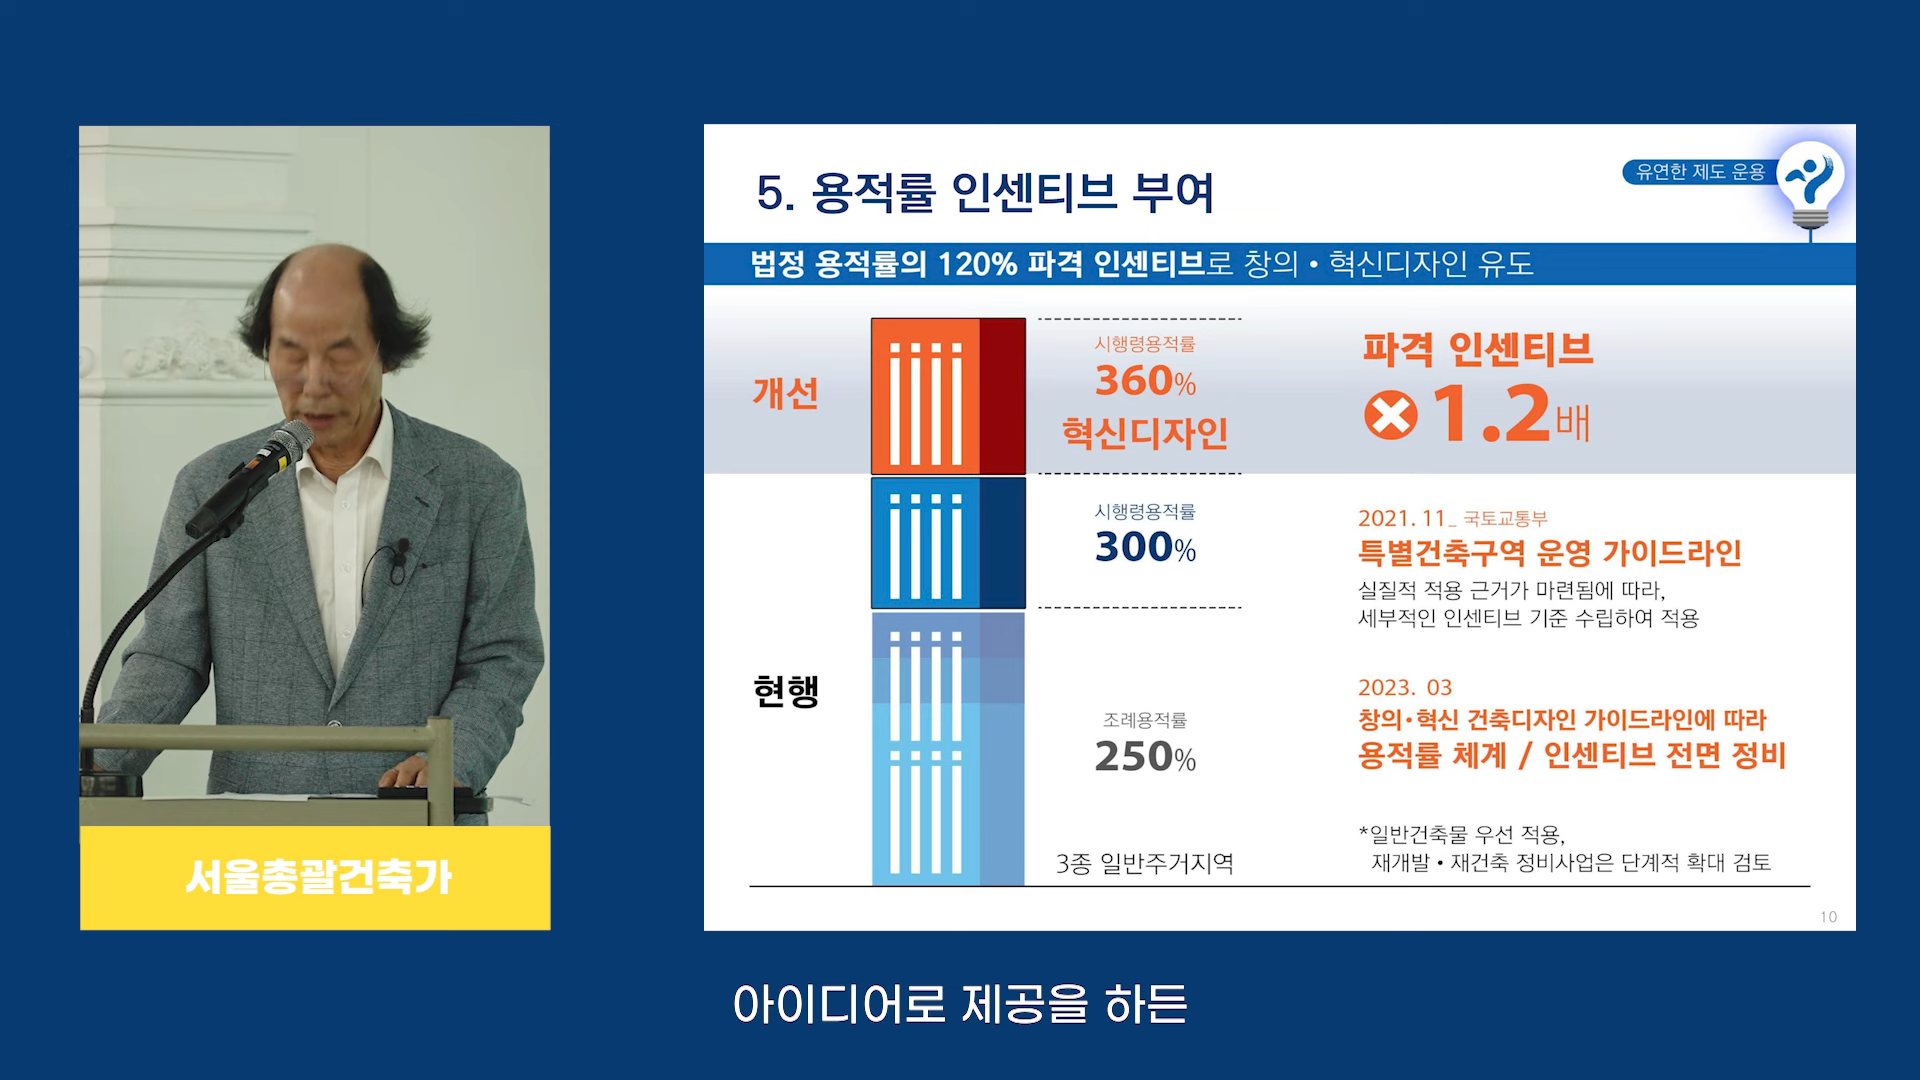 서울총괄건축가
유연한 제도 운용
5. 용적률 인센티브 부여
법정 용적률의 120% 파격 인센티브로 창의 • 혁신디자인 유도
개선
시행령용적률
360%
혁신디자인
파격 인센티브
×1.2배
현행
시행령용적률
300%
조례용적률
250%
3종 일반주거지역
2021. 11_ 국토교통부
특별건축구역 운영 가이드라인
실질적 적용 근거가 마련됨에 따라,
세부적인 인센티브 기준 수립하여 적용
2023. 03
창의•혁신 건축디자인 가이드라인에 따라
용적률 체계 / 인센티브 전면 정비
*일반건축물 우선 적용,
재개발 • 재건축 정비사업은 단계적 확대 검토
10
아이디어로 제공을 하든